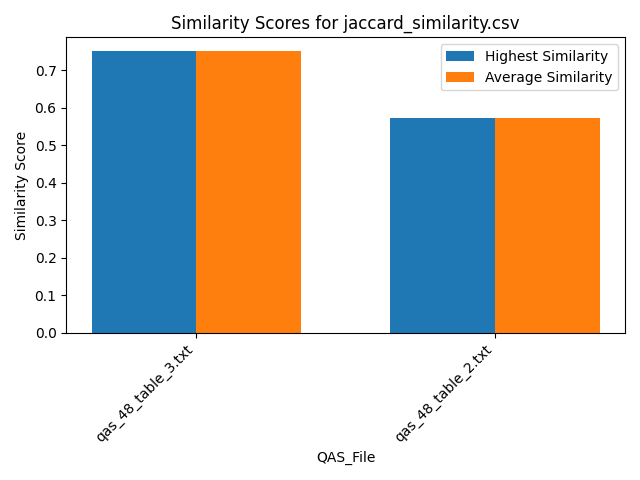 Similarity Scores for jaccard_similarity.csv
Highest Similarity
Average Similarity
Similarity Score
0.7
0.6
0.5
0.4
0.3
0.2
0.1
0.0
qas_48_table_3.txt
qas_48_table_2.txt
QAS_File